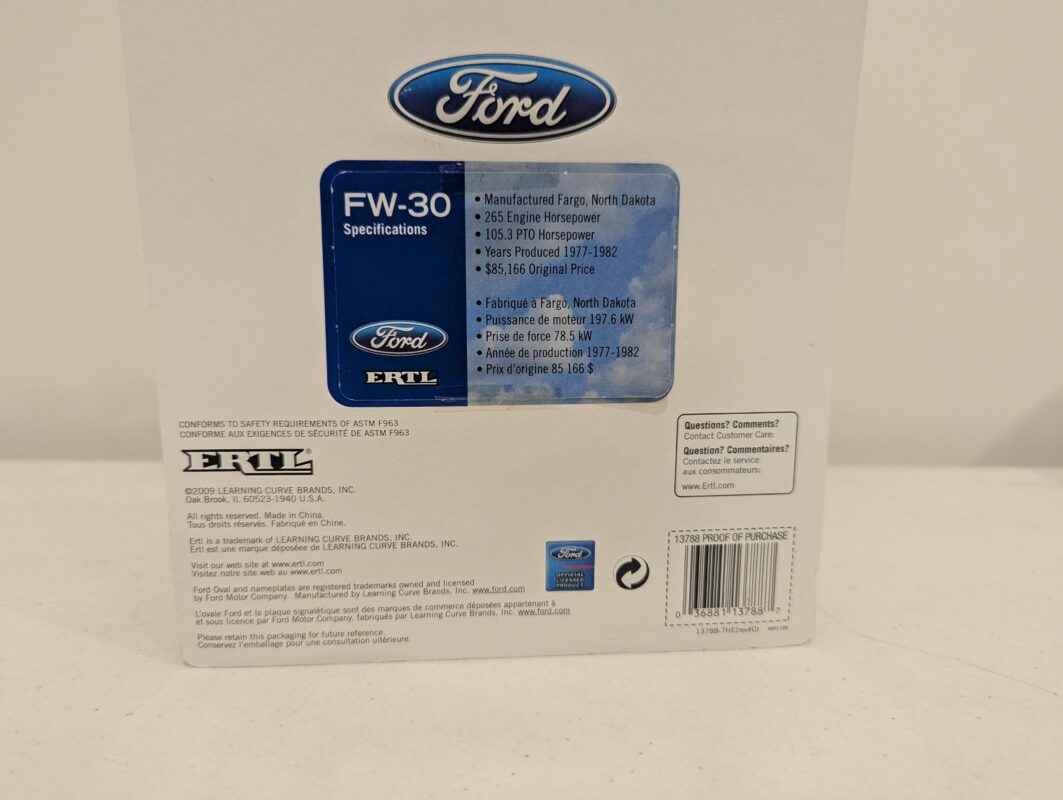 Ford
FW-30
Specifications
• Manufactured Fargo, North Dakota
• 265 Engine Horsepower
• 105.3 PTO Horsepower
• Years Produced 1977-1982
• $85,166 Original Price
• Fabriqué à Fargo, North Dakota
• Puissance de moteur 197.6 kW
• Prise de force 78.5 kW
• Année de production 1977-1982
• Prix d'origine 85 166 $
Ford
ERTL
CONFORMS TO SAFETY REQUIREMENTS OF ASTM F963
CONFORME AUX EXIGENCES DE SÉCURITÉ DE ASTM F963
ERTL®
©2009 LEARNING CURVE BRANDS, INC.
Oak Brook, IL 60523-1940 U.S.A.
All rights reserved. Made in China.
Tous droits réservés. Fabriqué en Chine.
Ertl is a trademark of LEARNING CURVE BRANDS, INC.
Ertl est une marque déposée de LEARNING CURVE BRANDS, INC.
Visit our web site at www.ertl.com
Visitez notre site web au www.ertl.com
Ford Oval and nameplates are registered trademarks owned and licensed
by Ford Motor Company. Manufactured by Learning Curve Brands, Inc. www.ford.com
L'ovale Ford et la plaque signalétique sont des marques de commerce déposées appartenant à
et sous licence par Ford Motor Company, fabriqués par Learning Curve Brands, Inc. www.ford.com
Please retain this packaging for future reference.
Conservez l'emballage pour une consultation ultérieure.
Ford
OFFICIAL
LICENSED
PRODUCT
Questions? Comments?
Contact Customer Care:
Question? Commentaires?
Contactez le service
aux consommateurs:
www.Ertl.com
13788 PROOF OF PURCHASE
0 36881 13788 7